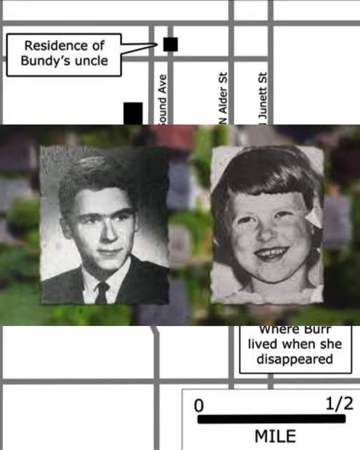 Residence of
Bundy's uncle
ound Ave
N Alder St
Junett St
Where Burr
lived when she
disappeared
0 1/2
MILE